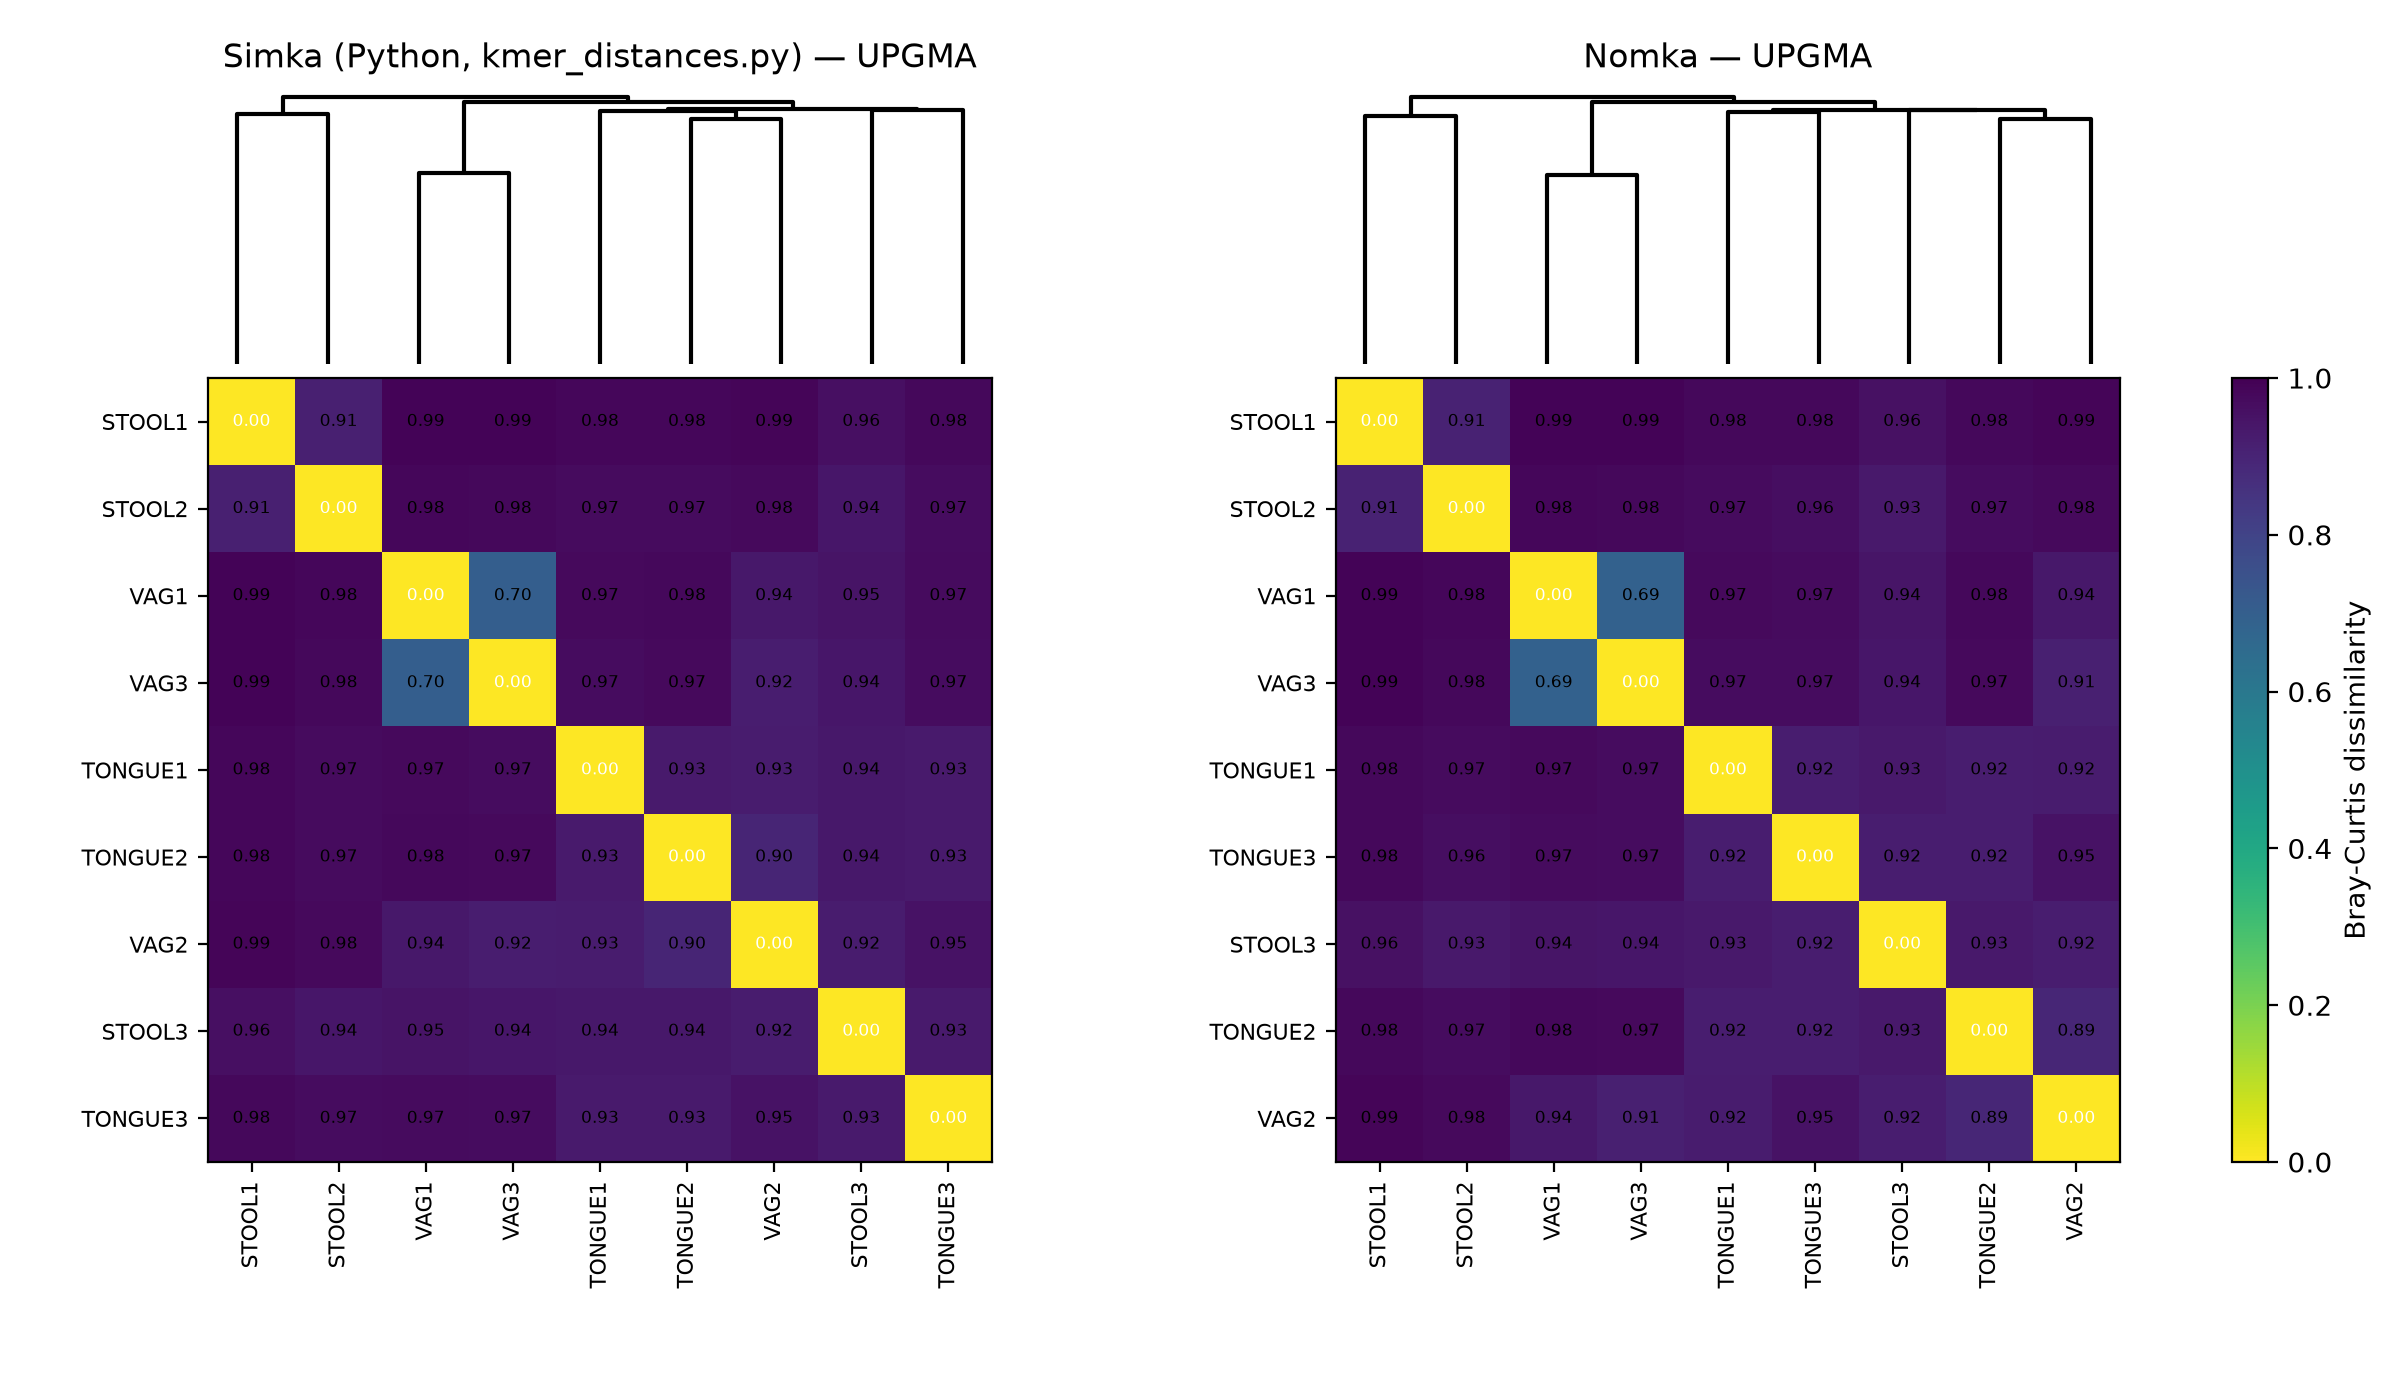 Simka (Python, kmer_distances.py) — UPGMA
STOOL1 0.00 0.91 0.99 0.99 0.98 0.98 0.99 0.96 0.98
STOOL2 0.91 0.00 0.98 0.98 0.97 0.97 0.98 0.94 0.97
VAG1 0.99 0.98 0.00 0.70 0.97 0.98 0.94 0.95 0.97
VAG3 0.99 0.98 0.70 0.00 0.97 0.97 0.92 0.94 0.97
TONGUE1 0.98 0.97 0.97 0.97 0.00 0.93 0.93 0.94 0.93
TONGUE2 0.98 0.97 0.98 0.97 0.93 0.00 0.90 0.94 0.93
VAG2 0.99 0.98 0.94 0.92 0.93 0.90 0.00 0.92 0.95
STOOL3 0.96 0.94 0.95 0.94 0.94 0.94 0.92 0.00 0.93
TONGUE3 0.98 0.97 0.97 0.97 0.93 0.93 0.95 0.93 0.00
STOOL1 STOOL2 VAG1 VAG3 TONGUE1 TONGUE2 VAG2 STOOL3 TONGUE3
Nomka — UPGMA
STOOL1 0.00 0.91 0.99 0.99 0.98 0.98 0.96 0.98 0.99
STOOL2 0.91 0.00 0.98 0.98 0.97 0.96 0.93 0.97 0.98
VAG1 0.99 0.98 0.00 0.69 0.97 0.97 0.94 0.98 0.94
VAG3 0.99 0.98 0.69 0.00 0.97 0.97 0.94 0.97 0.91
TONGUE1 0.98 0.97 0.97 0.97 0.00 0.92 0.93 0.92 0.92
TONGUE3 0.98 0.96 0.97 0.97 0.92 0.00 0.92 0.92 0.95
STOOL3 0.96 0.93 0.94 0.94 0.93 0.92 0.00 0.93 0.92
TONGUE2 0.98 0.97 0.98 0.97 0.92 0.92 0.93 0.00 0.89
VAG2 0.99 0.98 0.94 0.91 0.92 0.95 0.92 0.89 0.00
STOOL1 STOOL2 VAG1 VAG3 TONGUE1 TONGUE3 STOOL3 TONGUE2 VAG2
1.0
0.8
0.6
0.4
0.2
0.0
Bray-Curtis dissimilarity